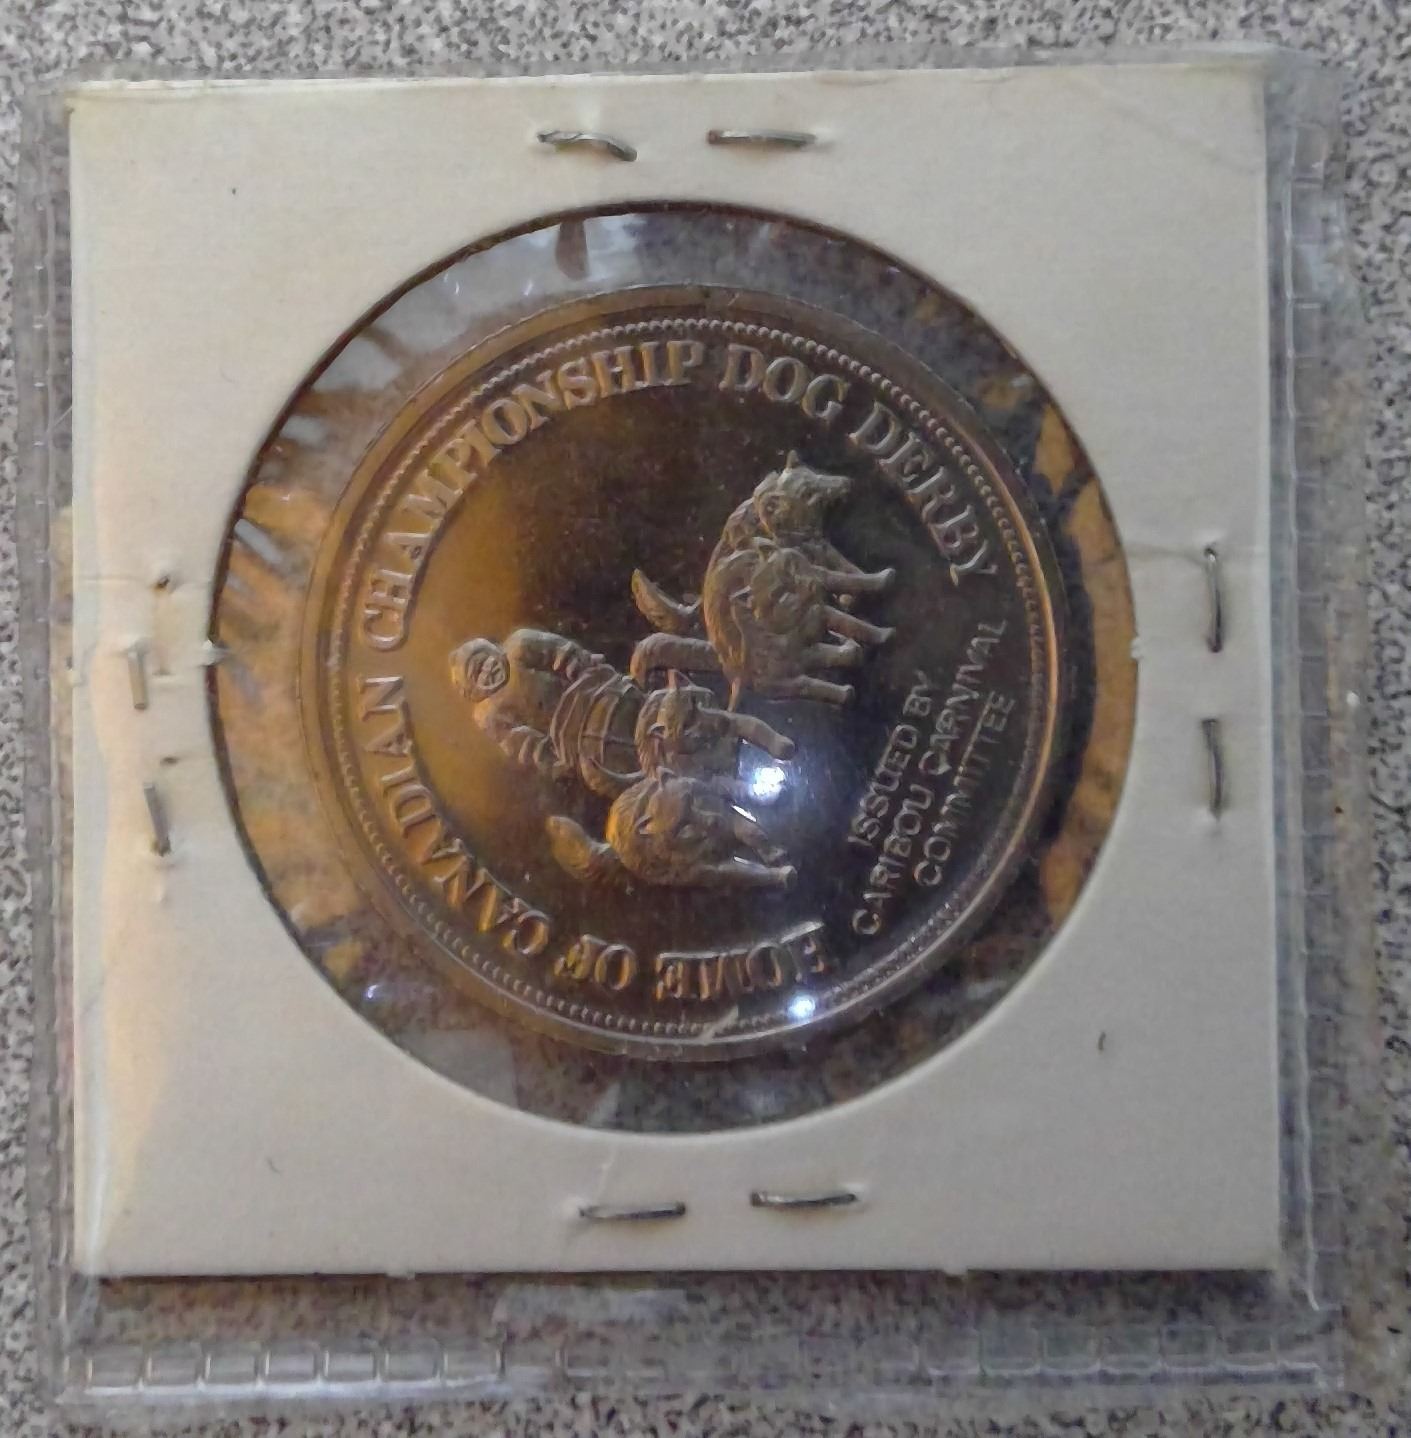 HOME OF CANADIAN CHAMPIONSHIP DOG DERBY
ISSUED BY
CARIBOU CARNIVAL
COMMITTEE